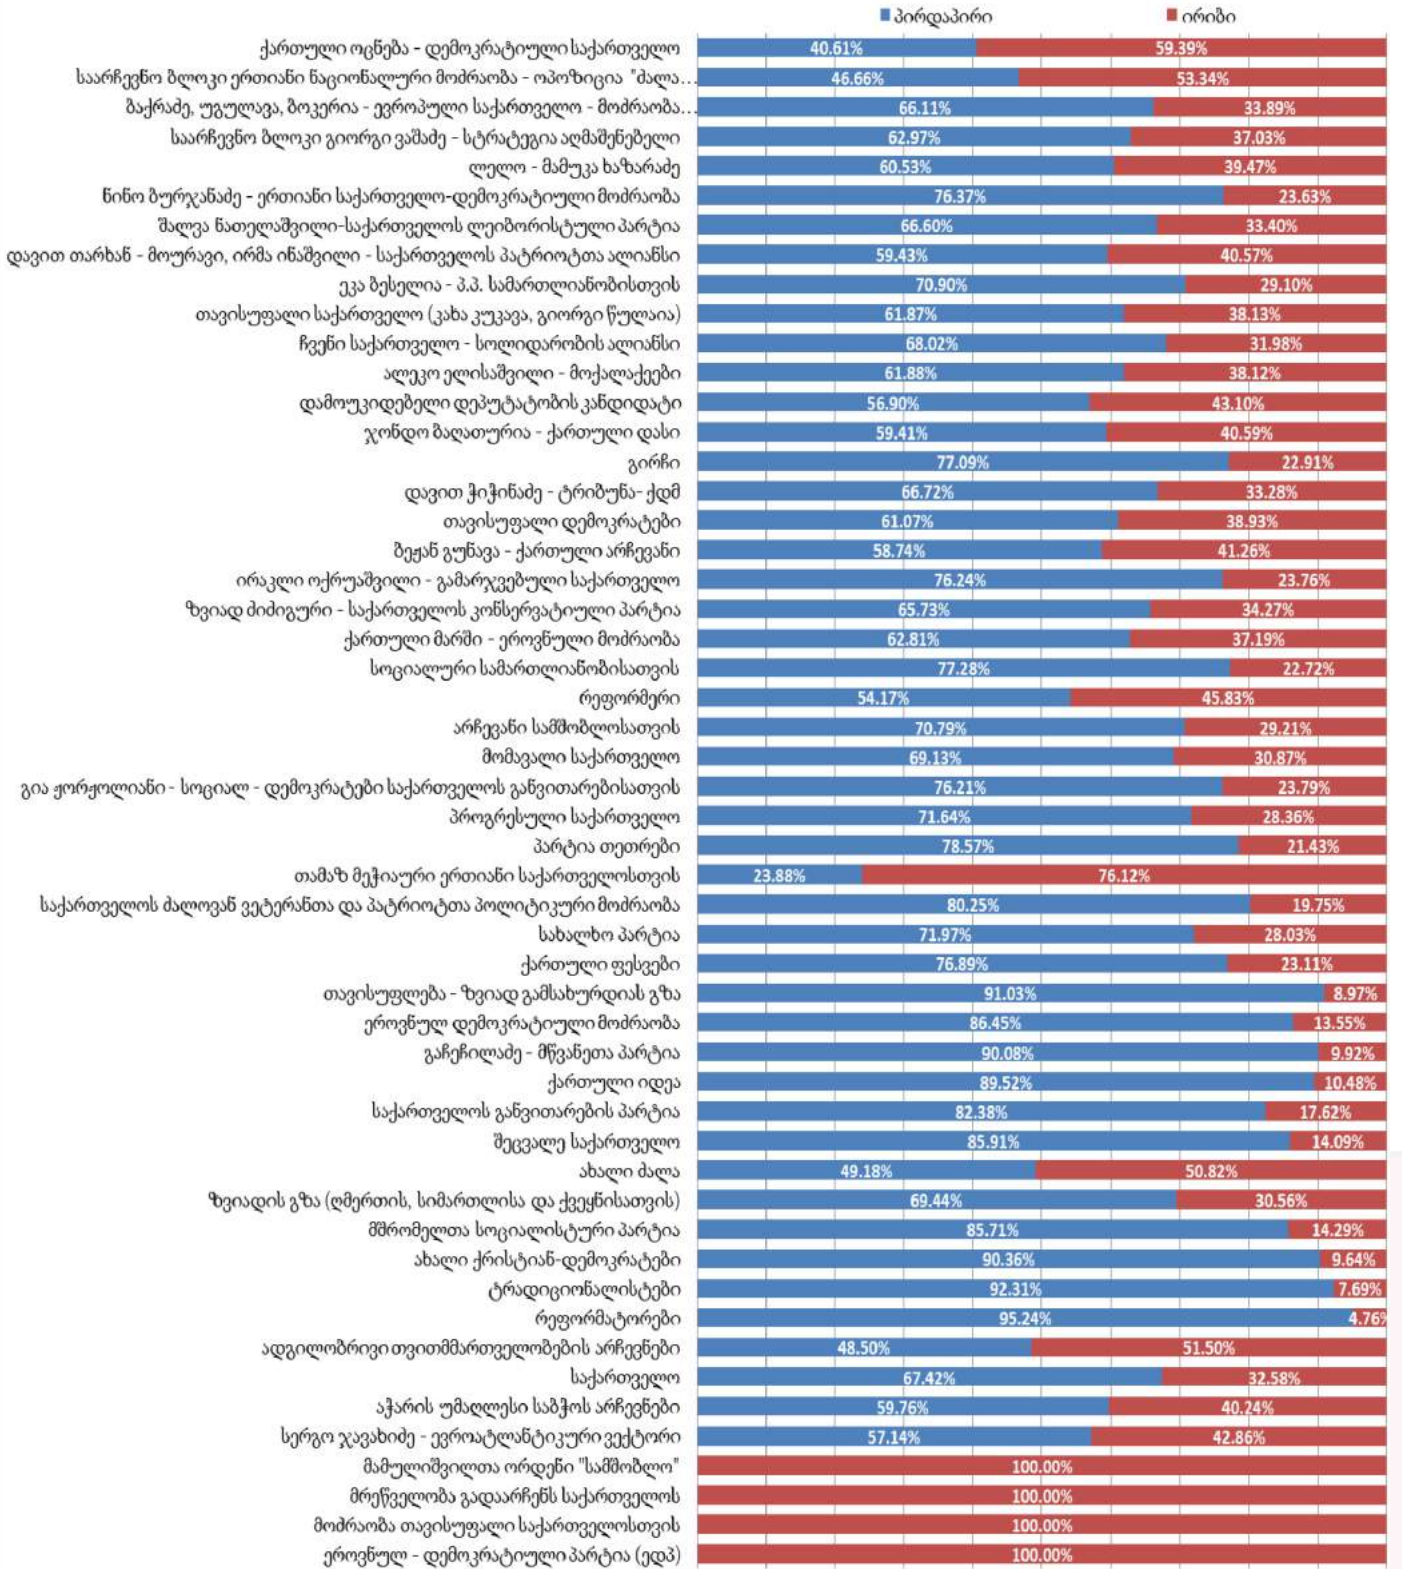 პირდაპირი ირიბი
ქართული ოცნება - დემოკრატიული საქართველო 40.61% 59.39%
საარჩევნო ბლოკი ერთიანი ნაციონალური მოძრაობა - ოპოზიცია "ძალა... 46.66% 53.34%
ბაქრაძე, უგულავა, ბოკერია - ევროპული საქართველო - მოძრაობა... 66.11% 33.89%
საარჩევნო ბლოკი გიორგი ვაშაძე - სტრატეგია აღმაშენებელი 62.97% 37.03%
ლელო - მამუკა ხაზარაძე 60.53% 39.47%
ნინო ბურჯანაძე - ერთიანი საქართველო-დემოკრატიული მოძრაობა 76.37% 23.63%
შალვა ნათელაშვილი-საქართველოს ლეიბორისტული პარტია 66.60% 33.40%
დავით თარხან - მოურავი, ირმა ინაშვილი - საქართველოს პატრიოტთა ალიანსი 59.43% 40.57%
ეკა ბესელია - პ.პ. სამართლიანობისთვის 70.90% 29.10%
თავისუფალი საქართველო (კახა კუკავა, გიორგი წულაია) 61.87% 38.13%
ჩვენი საქართველო - სოლიდარობის ალიანსი 68.02% 31.98%
ალეკო ელისაშვილი - მოქალაქეები 61.88% 38.12%
დამოუკიდებელი დეპუტატობის კანდიდატი 56.90% 43.10%
ჯონდო ბაღათურია - ქართული დასი 59.41% 40.59%
გირჩი 77.09% 22.91%
დავით ჭიჭინაძე - ტრიბუნა- ქდმ 66.72% 33.28%
თავისუფალი დემოკრატები 61.07% 38.93%
ბეჟან გუნავა - ქართული არჩევანი 58.74% 41.26%
ირაკლი ოქრუაშვილი - გამარჯვებული საქართველო 76.24% 23.76%
ზვიად ძიძიგური - საქართველოს კონსერვატიული პარტია 65.73% 34.27%
ქართული მარში - ეროვნული მოძრაობა 62.81% 37.19%
სოციალური სამართლიანობისათვის 77.28% 22.72%
რეფორმერი 54.17% 45.83%
არჩევანი სამშობლოსათვის 70.79% 29.21%
მომავალი საქართველო 69.13% 30.87%
გია ჟორჟოლიანი - სოციალ - დემოკრატები საქართველოს განვითარებისათვის 76.21% 23.79%
პროგრესული საქართველო 71.64% 28.36%
პარტია თეთრები 78.57% 21.43%
თამაზ მეჭიაური ერთიანი საქართველოსთვის 23.88% 76.12%
საქართველოს ძალოვან ვეტერანთა და პატრიოტთა პოლიტიკური მოძრაობა 80.25% 19.75%
სახალხო პარტია 71.97% 28.03%
ქართული ფესვები 76.89% 23.11%
თავისუფლება - ზვიად გამსახურდიას გზა 91.03% 8.97%
ეროვნულ დემოკრატიული მოძრაობა 86.45% 13.55%
გაჩეჩილაძე - მწვანეთა პარტია 90.08% 9.92%
ქართული იდეა 89.52% 10.48%
საქართველოს განვითარების პარტია 82.38% 17.62%
შეცვალე საქართველო 85.91% 14.09%
ახალი ძალა 49.18% 50.82%
ზვიადის გზა (ღმერთის, სიმართლისა და ქვეყნისათვის) 69.44% 30.56%
მშრომელთა სოციალისტური პარტია 85.71% 14.29%
ახალი ქრისტიან-დემოკრატები 90.36% 9.64%
ტრადიციონალისტები 92.31% 7.69%
რეფორმატორები 95.24% 4.76%
ადგილობრივი თვითმმართველობების არჩევნები 48.50% 51.50%
საქართველო 67.42% 32.58%
აჭარის უმაღლესი საბჭოს არჩევნები 59.76% 40.24%
სერგო ჯავახიძე - ევროატლანტიკური ვექტორი 57.14% 42.86%
მამულიშვილთა ორდენი "სამშობლო" 100.00%
მრეწველობა გადაარჩენს საქართველოს 100.00%
მოძრაობა თავისუფალი საქართველოსთვის 100.00%
ეროვნულ - დემოკრატიული პარტია (ედპ) 100.00%